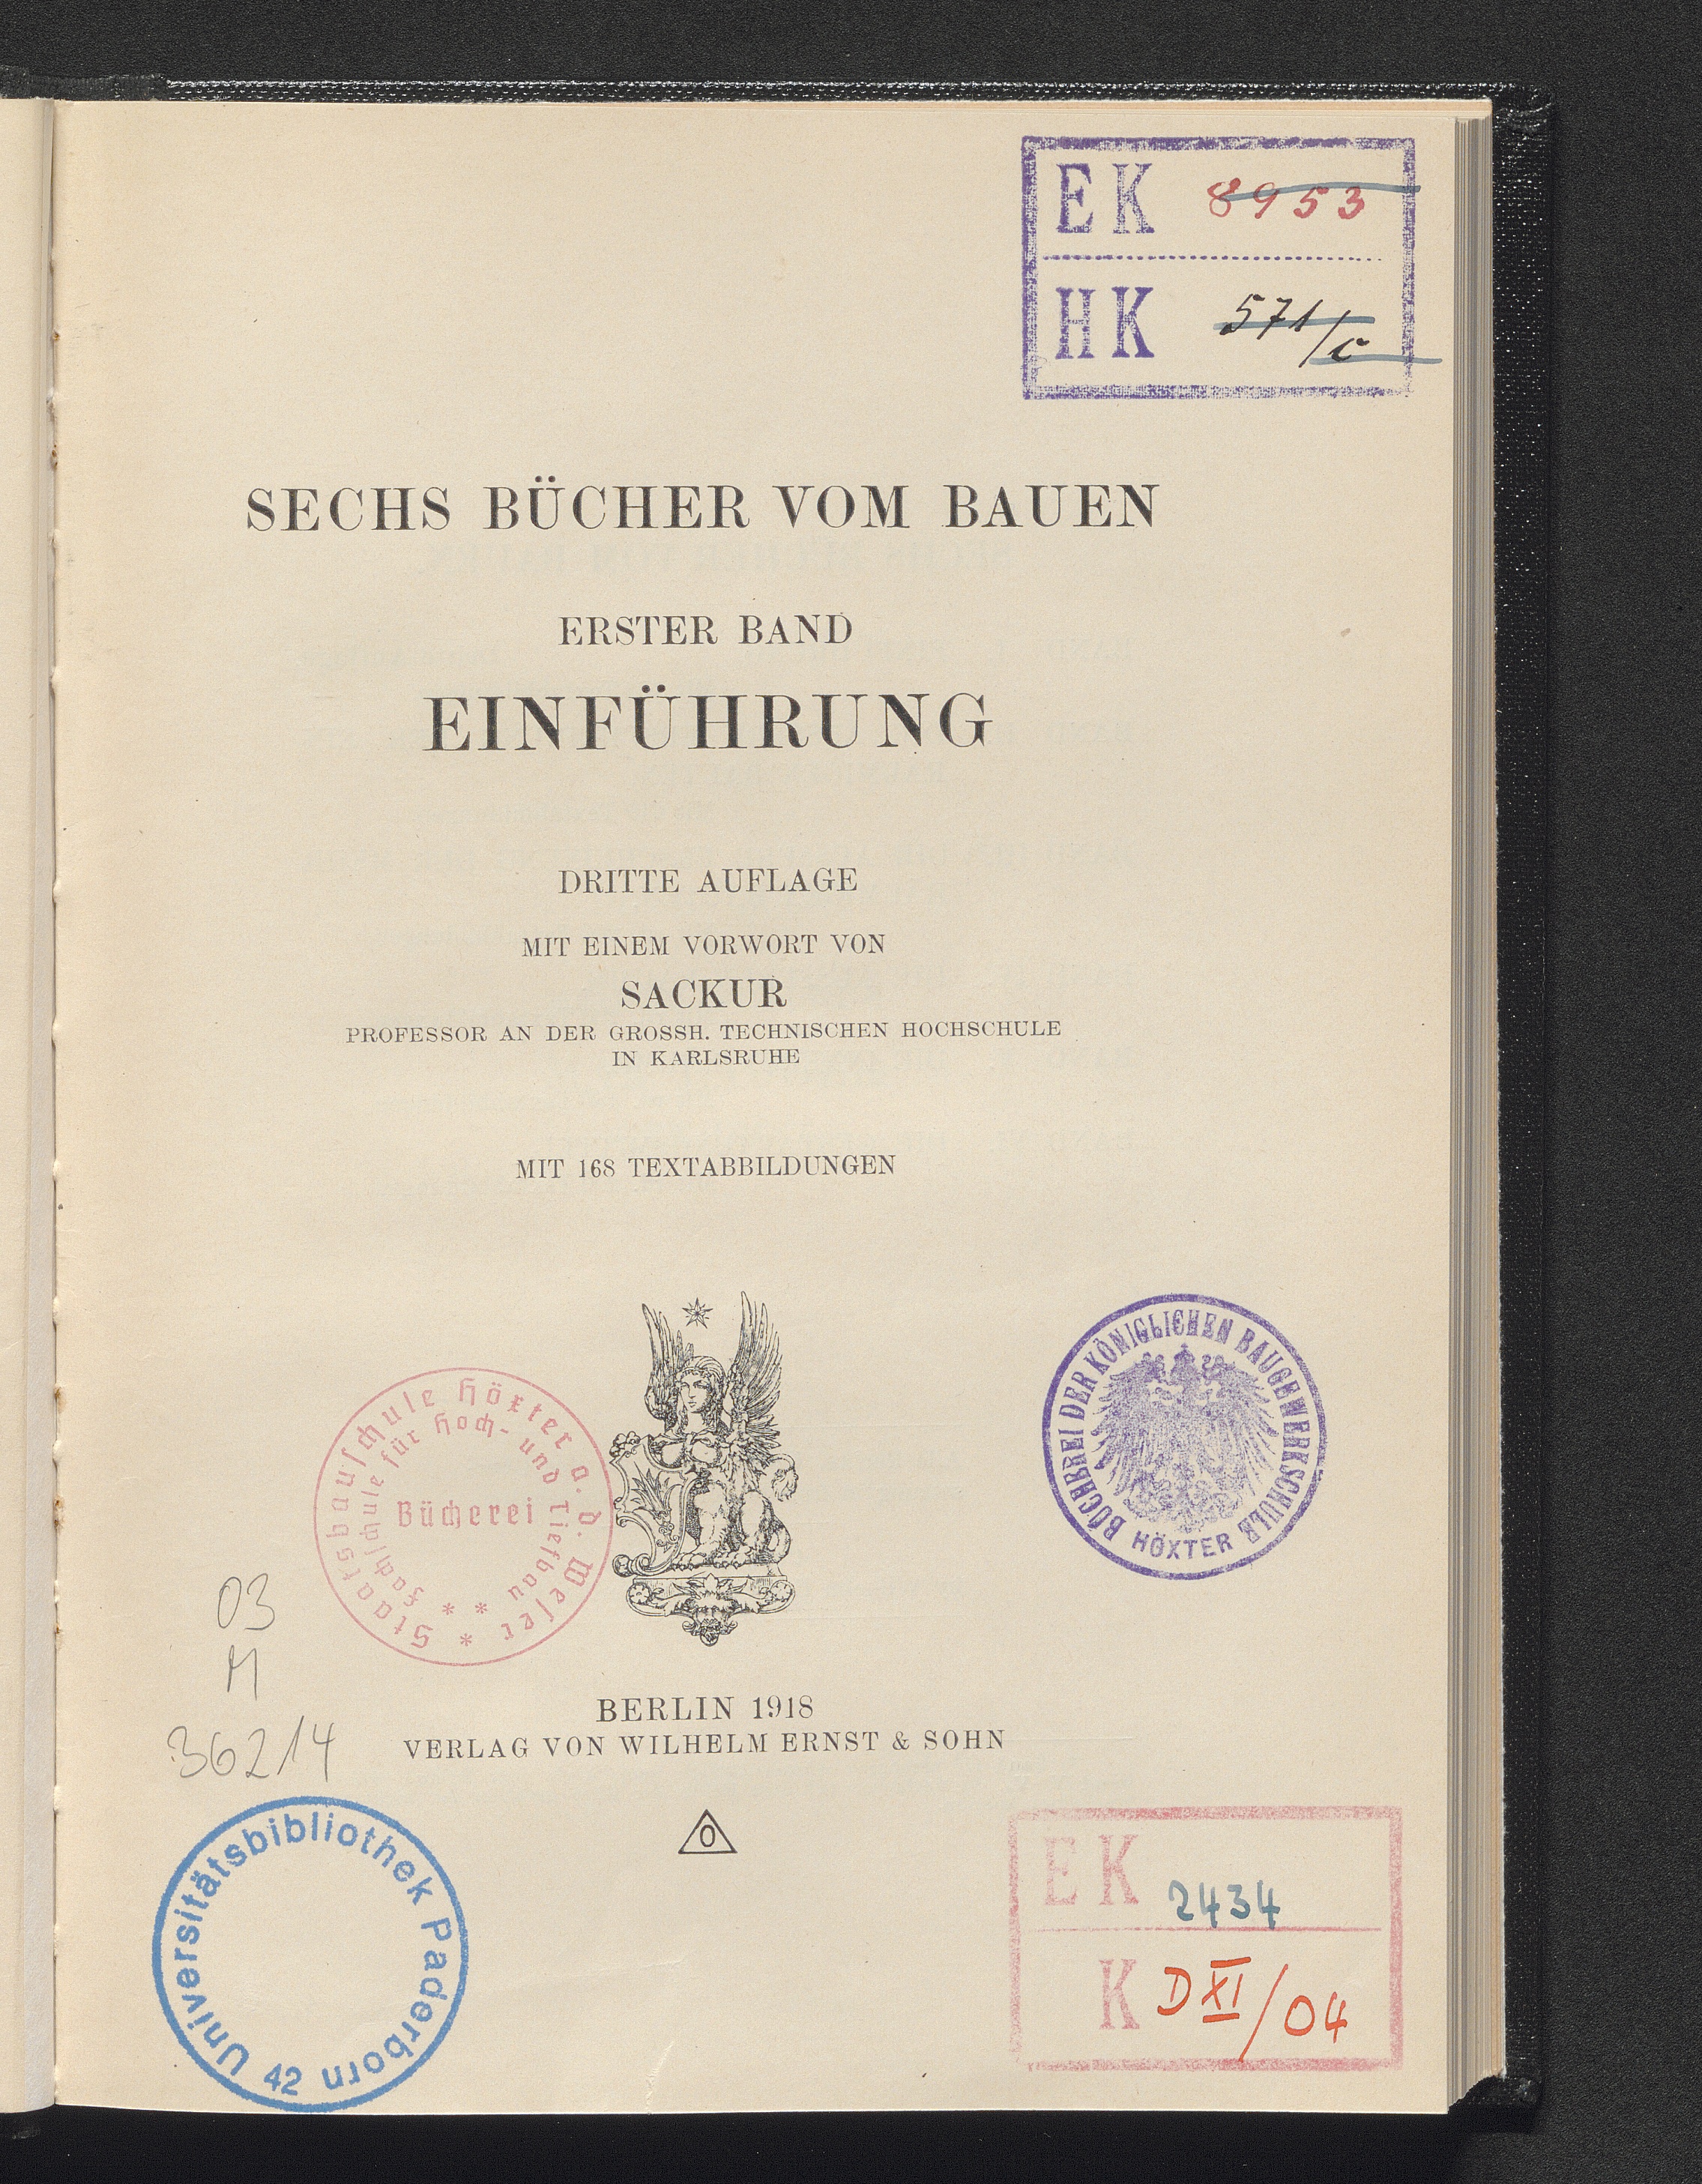 EK 8953
HK 571/c
SECHS BÜCHER VOM BAUEN
ERSTER BAND
EINFÜHRUNG
DRITTE AUFLAGE
MIT EINEM VORWORT VON
SACKUR
PROFESSOR AN DER GROSSH. TECHNISCHEN HOCHSCHULE
IN KARLSRUHE
MIT 168 TEXTABBILDUNGEN
Staatsbauschule Höxter a. d. Weser
Fachschule für Hoch- und Tiefbau
Bücherei
BÜCHEREI DER KÖNIGLICHEN BAUGEWERKSCHULE
HÖXTER
03
M
36214
BERLIN 1918
VERLAG VON WILHELM ERNST & SOHN
0
Universitätsbibliothek Paderborn
42
EK 2434
K D XI/04